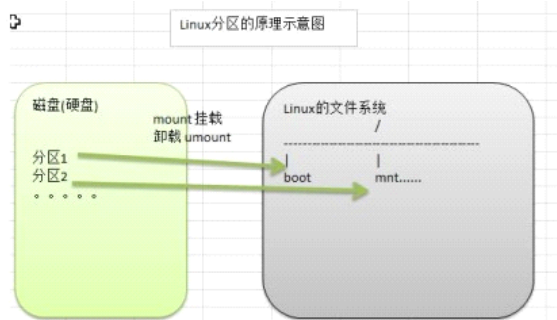 Linux分区的原理示意图
磁盘(硬盘)
mount 挂载
卸载 umount
分区1
分区2
。。。。。
Linux的文件系统
/
--------------------------------------------
| |
boot mnt......